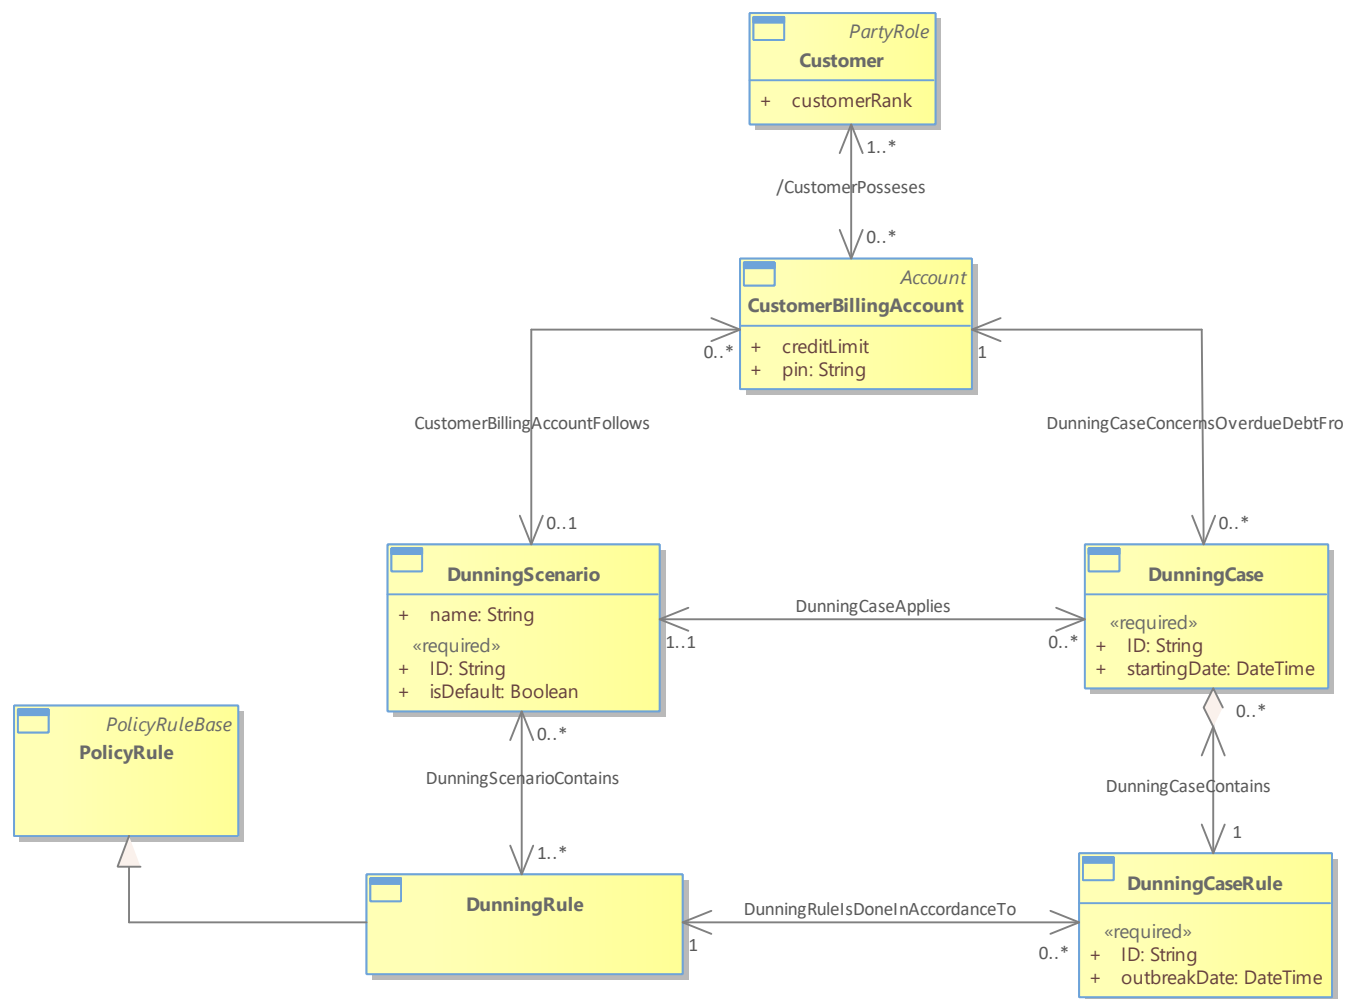 PartyRole
Customer
+ customerRank
1..*
/CustomerPosseses
0..*
Account
CustomerBillingAccount
+ creditLimit
+ pin: String
0..*
1
CustomerBillingAccountFollows
DunningCaseConcernsOverdueDebtFro
0..1
0..*
DunningScenario
+ name: String
«required»
+ ID: String
+ isDefault: Boolean
DunningCaseApplies
1..1
0..*
DunningCase
«required»
+ ID: String
+ startingDate: DateTime
PolicyRuleBase
PolicyRule
0..*
DunningScenarioContains
1..*
0..*
DunningCaseContains
1
DunningRule
DunningRuleIsDoneInAccordanceTo
1
0..*
DunningCaseRule
«required»
+ ID: String
+ outbreakDate: DateTime